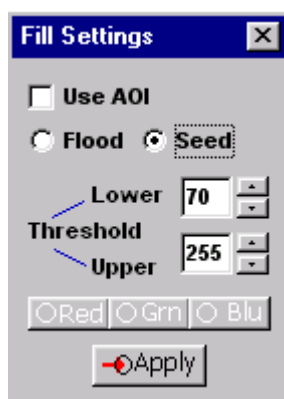 Fill Settings
Use AOI
Flood Seed
Lower 70
Threshold
Upper 255
Red Grn Blu
Apply